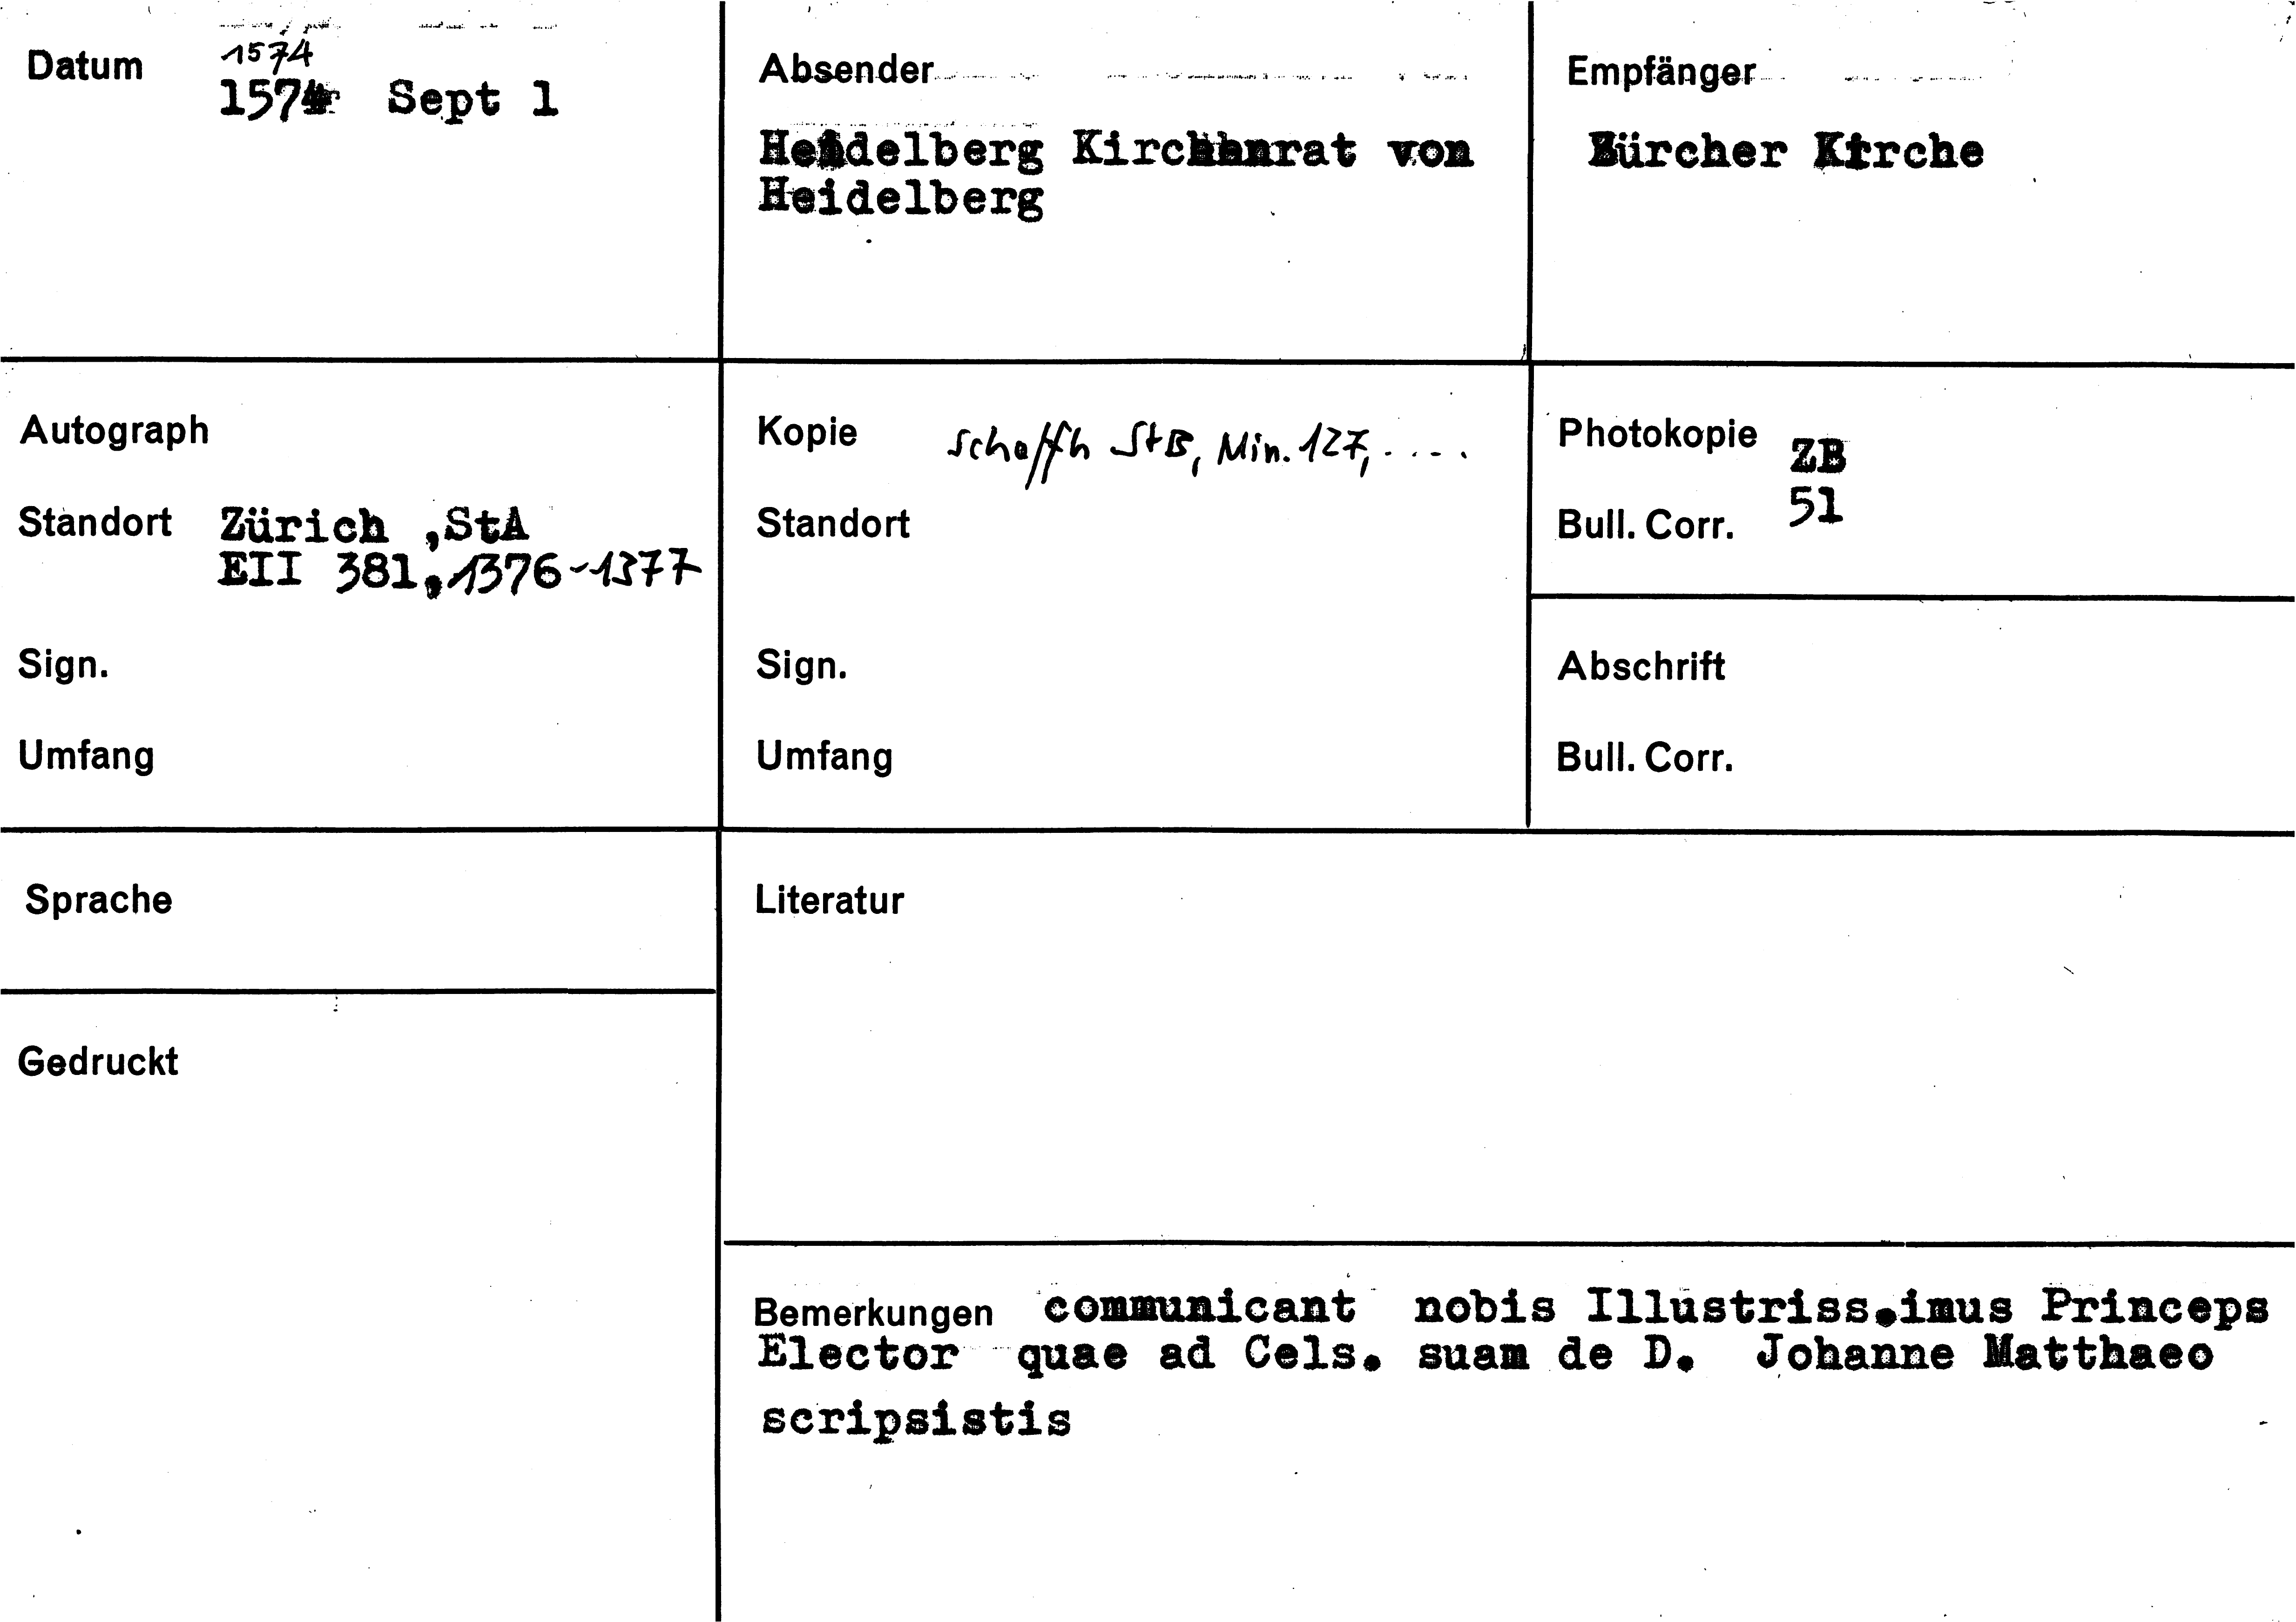 Datum
1574
1574 Sept 1
Absender
Heidelberg Kirchenrat von
Heidelberg
Empfänger
Zürcher Kirche
Autograph
Standort Zürich ,StA
EII 381,1376-1377
Sign.
Umfang
Kopie Schaffh StB, Min. 127, ....
Standort
Sign.
Umfang
Photokopie ZB
Bull. Corr. 51
Abschrift
Bull. Corr.
Sprache
Literatur
Gedruckt
Bemerkungen communicant nobis Illustriss.imus Princeps
Elector quae ad Cels. suam de D. Johanne Matthaeo
scripsistis